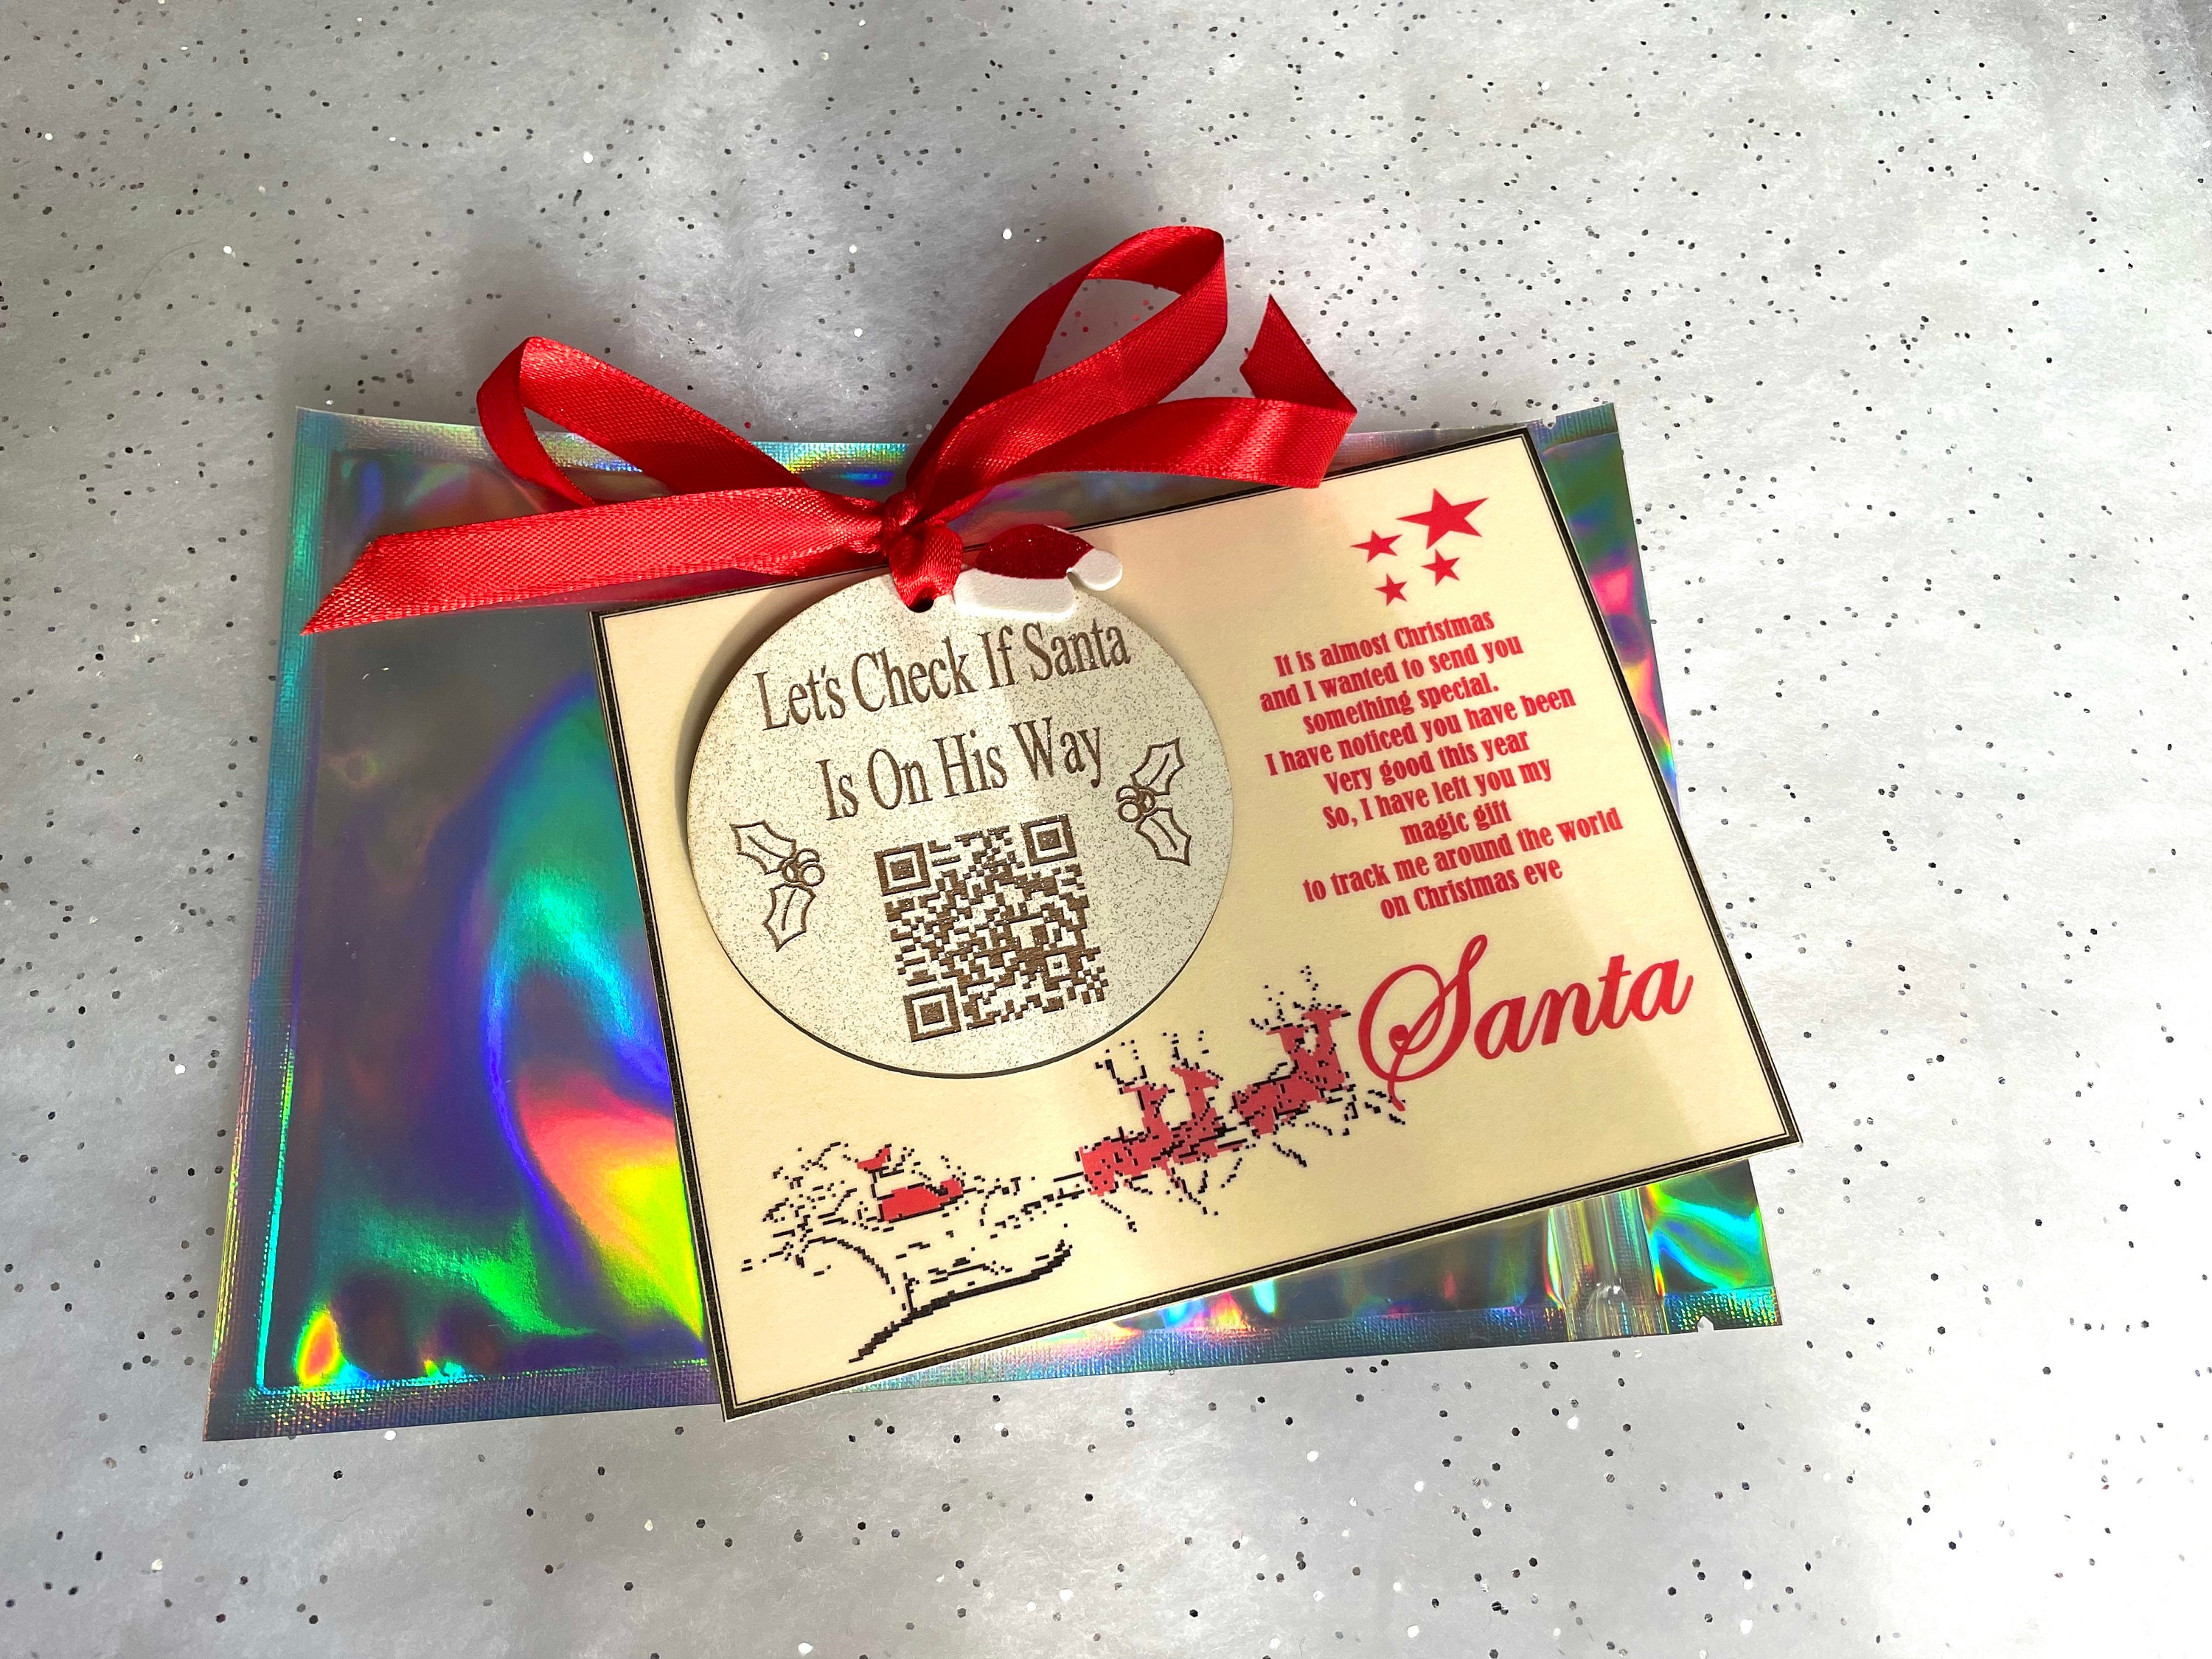 Let's Check If Santa
Is On His Way
It is almost Christmas
and I wanted to send you
something special.
I have noticed you have been
Very good this year
So, I have left you my
magic gift
to track me around the world
on Christmas eve
Santa